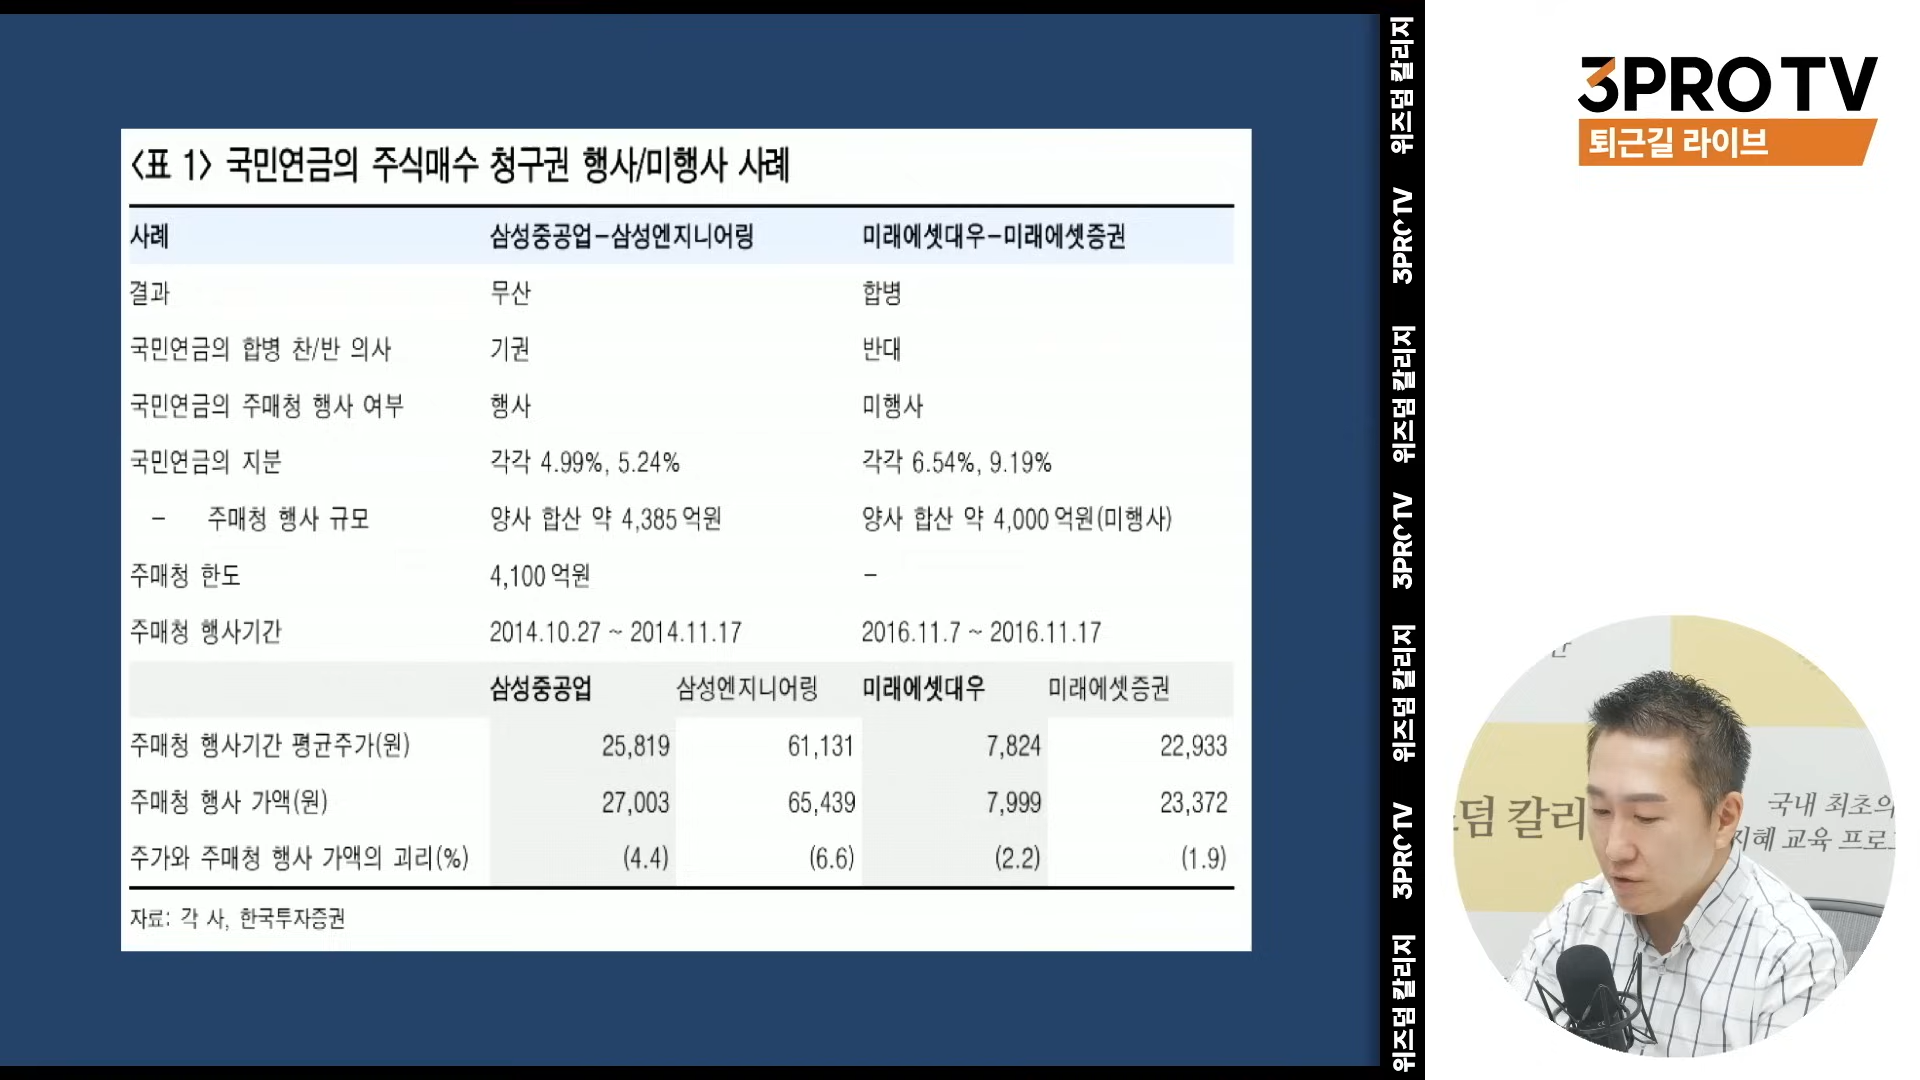 <표 1> 국민연금의 주식매수 청구권 행사/미행사 사례
사례 삼성중공업-삼성엔지니어링 미래에셋대우-미래에셋증권
결과 무산 합병
국민연금의 합병 찬/반 의사 기권 반대
국민연금의 주매청 행사 여부 행사 미행사
국민연금의 지분 각각 4.99%, 5.24% 각각 6.54%, 9.19%
- 주매청 행사 규모 양사 합산 약 4,385억원 양사 합산 약 4,000억원(미행사)
주매청 한도 4,100억원 -
주매청 행사기간 2014.10.27 ~ 2014.11.17 2016.11.7 ~ 2016.11.17
삼성중공업 삼성엔지니어링 미래에셋대우 미래에셋증권
주매청 행사기간 평균주가(원) 25,819 61,131 7,824 22,933
주매청 행사 가액(원) 27,003 65,439 7,999 23,372
주가와 주매청 행사 가액의 괴리(%) (4.4) (6.6) (2.2) (1.9)
자료: 각 사, 한국투자증권
위즈덤 칼리지
3PROTV
위즈덤 칼리지
3PROTV
위즈덤 칼리지
3PROTV
위즈덤 칼리지
3PRO TV
퇴근길 라이브
덤 칼리
국내 최초의
지혜 교육 프로